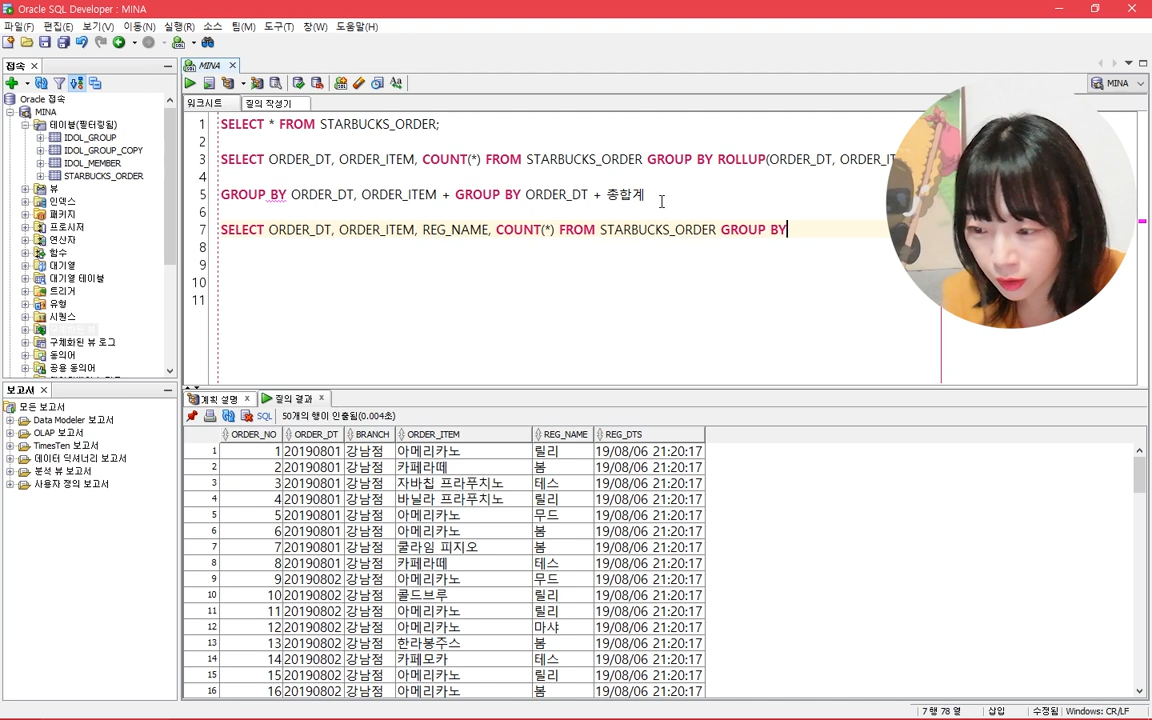 Oracle SQL Developer : MINA
파일(F) 편집(E) 보기(V) 이동(N) 실행(R) 소스 팀(M) 도구(T) 창(W) 도움말(H)
접속
Oracle 접속
MINA
테이블(필터링됨)
IDOL_GROUP
IDOL_GROUP_COPY
IDOL_MEMBER
STARBUCKS_ORDER
뷰
인덱스
패키지
프로시저
연산자
함수
대기열
대기열 테이블
트리거
유형
시퀀스
구체화된 뷰
구체화된 뷰 로그
동의어
공용 동의어
보고서
모든 보고서
Data Modeler 보고서
OLAP 보고서
TimesTen 보고서
데이터 딕셔너리 보고서
분석 뷰 보고서
사용자 정의 보고서
MINA
MINA
워크시트 질의 작성기
1 SELECT * FROM STARBUCKS_ORDER;
2
3 SELECT ORDER_DT, ORDER_ITEM, COUNT(*) FROM STARBUCKS_ORDER GROUP BY ROLLUP(ORDER_DT, ORDER_IT
4
5 GROUP BY ORDER_DT, ORDER_ITEM + GROUP BY ORDER_DT + 총합계
6
7 SELECT ORDER_DT, ORDER_ITEM, REG_NAME, COUNT(*) FROM STARBUCKS_ORDER GROUP BY
8
9
10
11
계획 설명 질의 결과
SQL 50개의 행이 인출됨(0.004초)
ORDER_NO ORDER_DT BRANCH ORDER_ITEM REG_NAME REG_DTS
1 1 20190801 강남점 아메리카노 릴리 19/08/06 21:20:17
2 2 20190801 강남점 카페라떼 봄 19/08/06 21:20:17
3 3 20190801 강남점 자바칩 프라푸치노 테스 19/08/06 21:20:17
4 4 20190801 강남점 바닐라 프라푸치노 릴리 19/08/06 21:20:17
5 5 20190801 강남점 아메리카노 무드 19/08/06 21:20:17
6 6 20190801 강남점 아메리카노 봄 19/08/06 21:20:17
7 7 20190801 강남점 쿨라임 피지오 봄 19/08/06 21:20:17
8 8 20190801 강남점 카페라떼 테스 19/08/06 21:20:17
9 9 20190802 강남점 아메리카노 무드 19/08/06 21:20:17
10 10 20190802 강남점 콜드브루 릴리 19/08/06 21:20:17
11 11 20190802 강남점 아메리카노 릴리 19/08/06 21:20:17
12 12 20190802 강남점 아메리카노 마샤 19/08/06 21:20:17
13 13 20190802 강남점 한라봉주스 봄 19/08/06 21:20:17
14 14 20190802 강남점 카페모카 테스 19/08/06 21:20:17
15 15 20190802 강남점 아메리카노 릴리 19/08/06 21:20:17
16 16 20190802 강남점 아메리카노 봄 19/08/06 21:20:17
7 행 78 열 삽입 수정됨 Windows: CR/LF